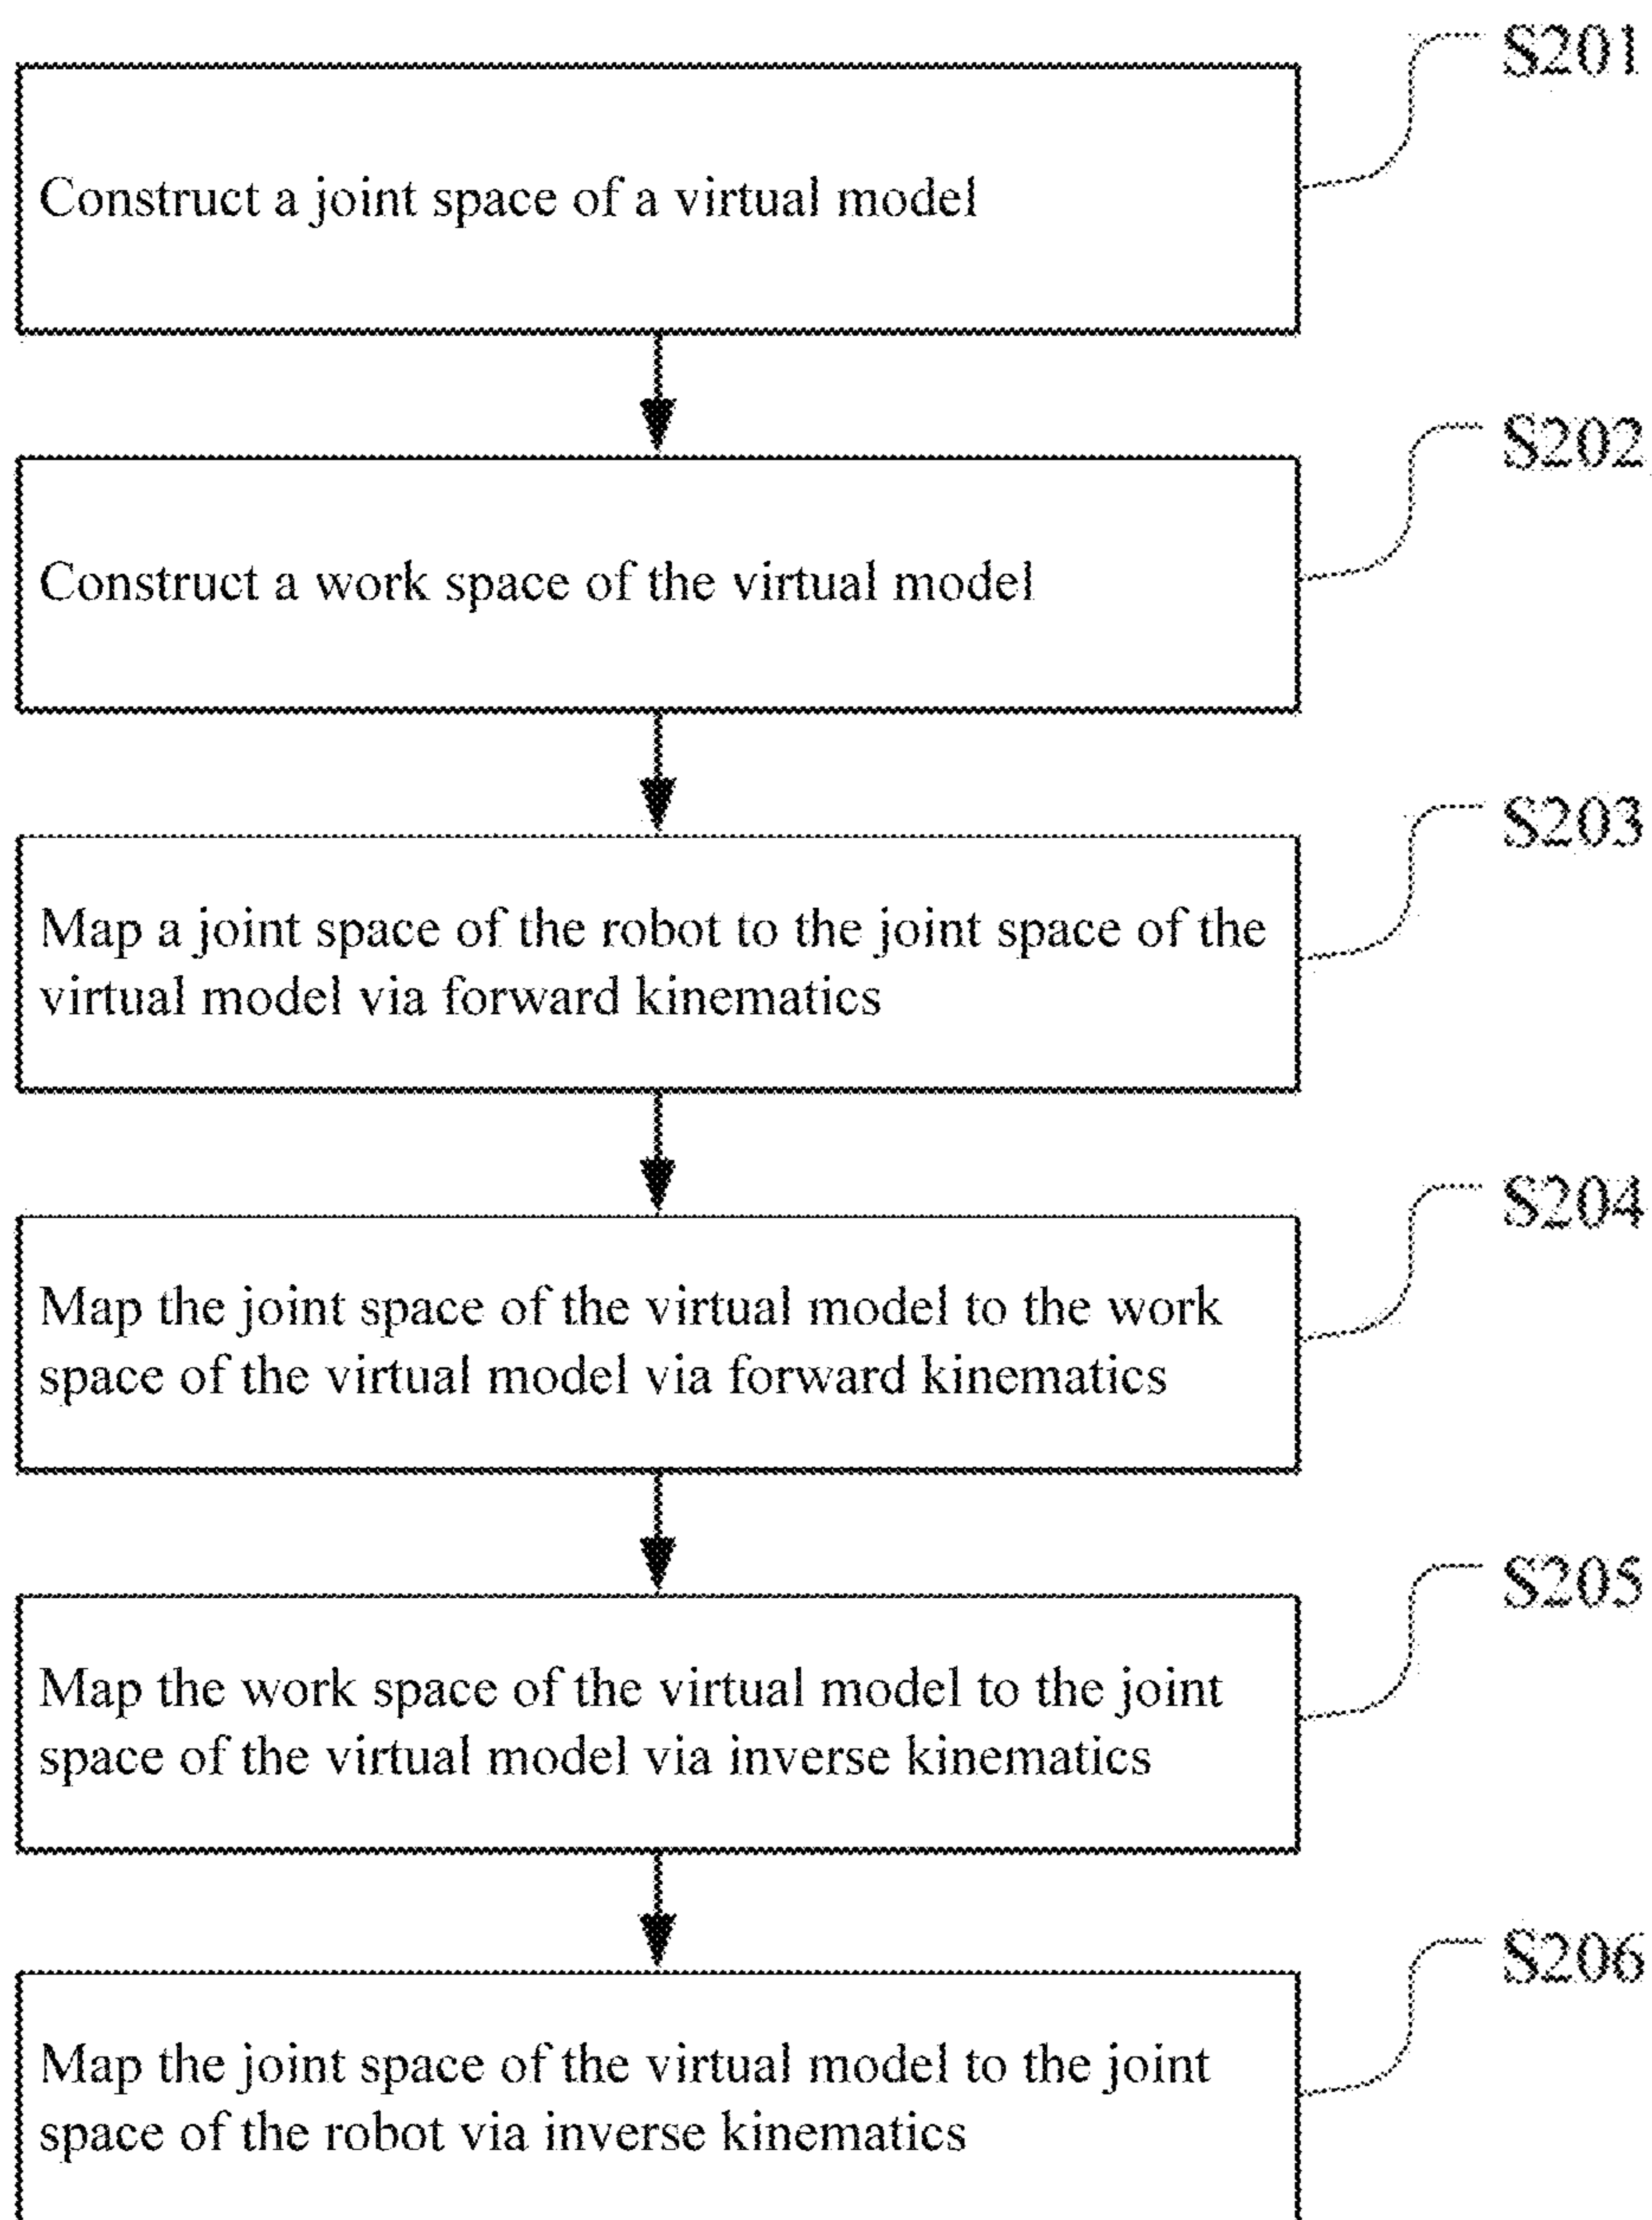 S201
Construct a joint space of a virtual model
S202
Construct a work space of the virtual model
S203
Map a joint space of the robot to the joint space of the
virtual model via forward kinematics
S204
Map the joint space of the virtual model to the work
space of the virtual model via forward kinematics
S205
Map the work space of the virtual model to the joint
space of the virtual model via inverse kinematics
S206
Map the joint space of the virtual model to the joint
space of the robot via inverse kinematics